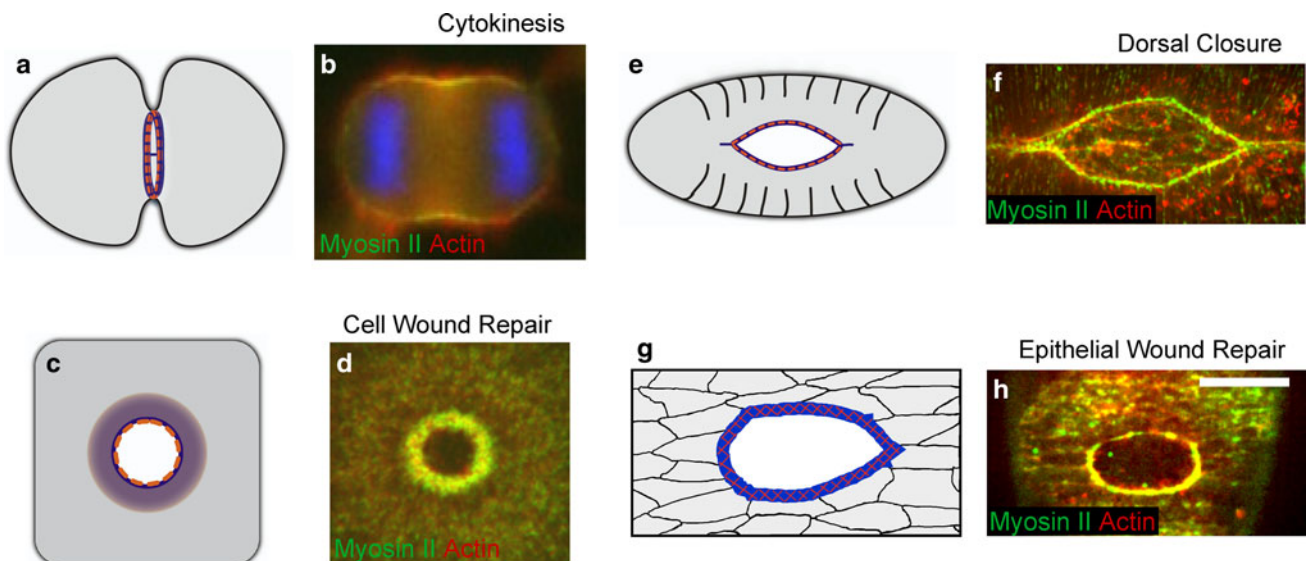 Cytokinesis
a
b
Myosin II Actin
Dorsal Closure
e
f
Myosin II Actin
Cell Wound Repair
c
d
Myosin II Actin
Epithelial Wound Repair
g
h
Myosin II Actin